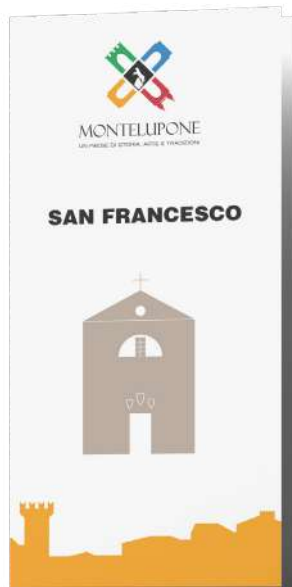 MONTELUPONE
UN PAESE DI STORIA, ARTE E TRADIZIONI
SAN FRANCESCO